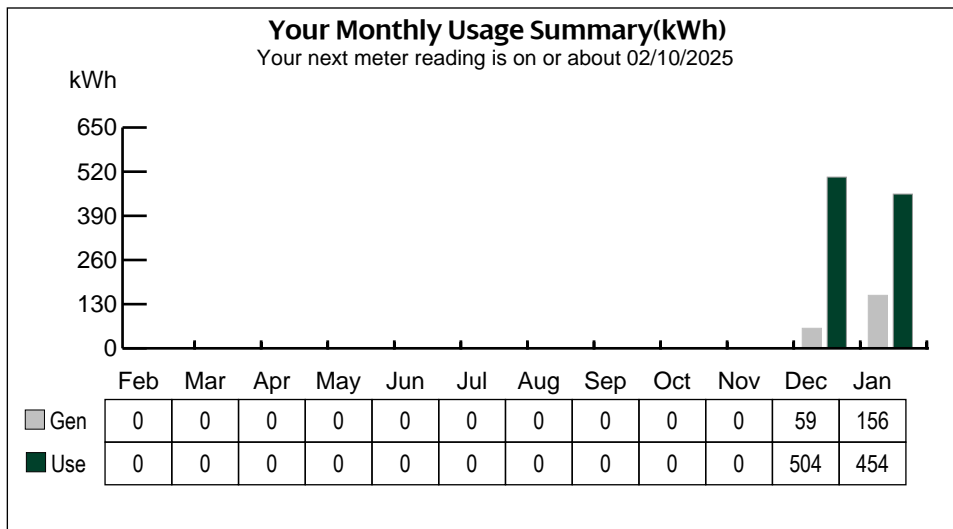 Your Monthly Usage Summary(kWh)
Your next meter reading is on or about 02/10/2025
kWh
650
520
390
260
130
0
Feb Mar Apr May Jun Jul Aug Sep Oct Nov Dec Jan
Gen 0 0 0 0 0 0 0 0 0 0 59 156
Use 0 0 0 0 0 0 0 0 0 0 504 454